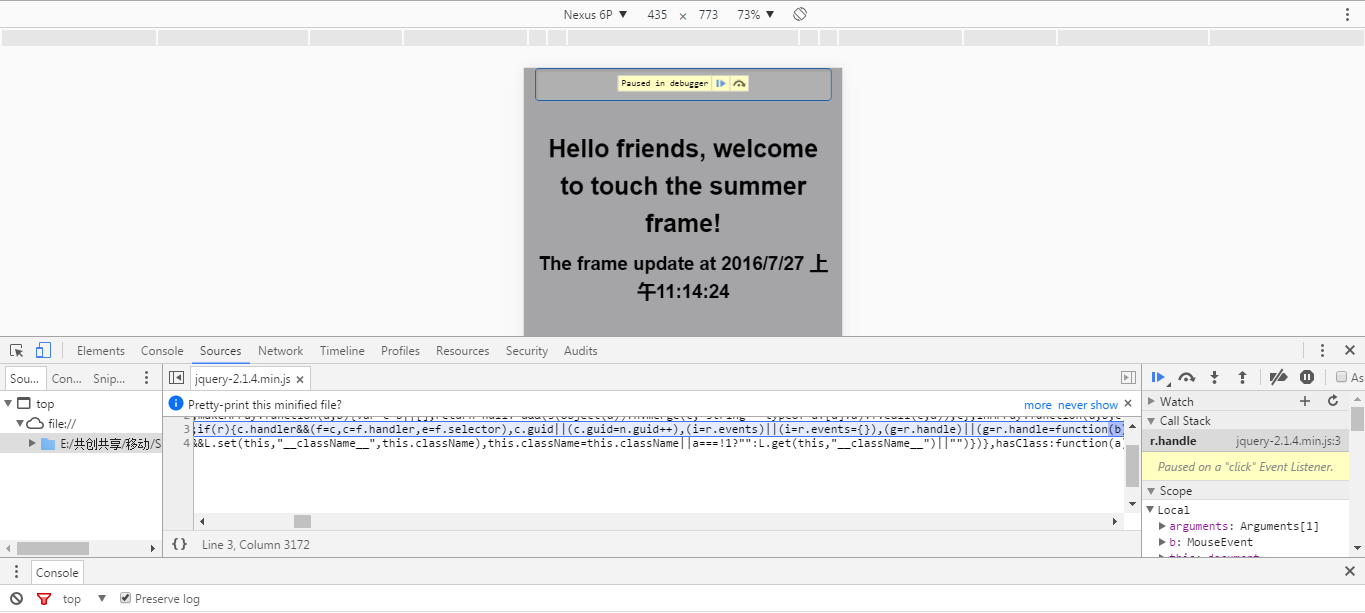 Nexus 6P ▼ 435 × 773 73% ▼
Paused in debugger
Hello friends, welcome
to touch the summer
frame!
The frame update at 2016/7/27 上
午11:14:24
Elements Console Sources Network Timeline Profiles Resources Security Audits
Sou... Con... Snip...
jquery-2.1.4.min.js ×
As
top
file://
E:/共创共享/移动/S
Pretty-print this minified file?
more never show ×
3 ;if(r){c.handler&&(f=c,c=f.handler,e=f.selector),c.guid||(c.guid=n.guid++),(i=r.events)||(i=r.events={}),(g=r.handle)||(g=r.handle=function(b)
4 &&L.set(this,"__className__",this.className),this.className=this.className||a===!1?"":L.get(this,"__className__")||"")})},hasClass:function(a
{} Line 3, Column 3172
Watch
Call Stack
r.handle jquery-2.1.4.min.js:3
Paused on a "click" Event Listener.
Scope
Local
arguments: Arguments[1]
b: MouseEvent
this: document
Console
top ▼ Preserve log